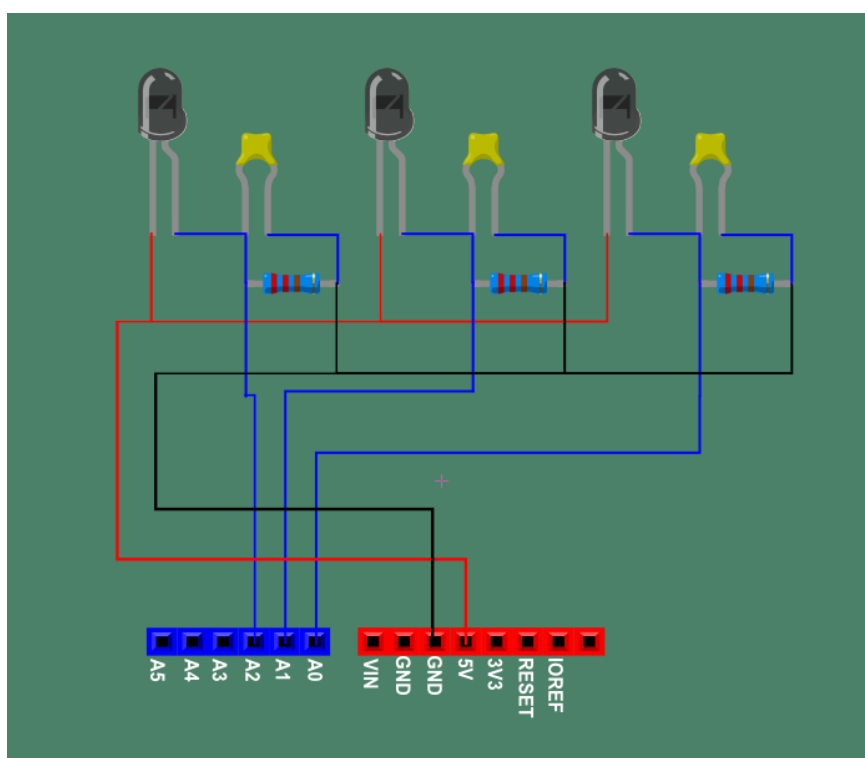 A5
A4
A3
A2
A1
A0
VIN
GND
GND
5V
3V3
RESET
IOREF